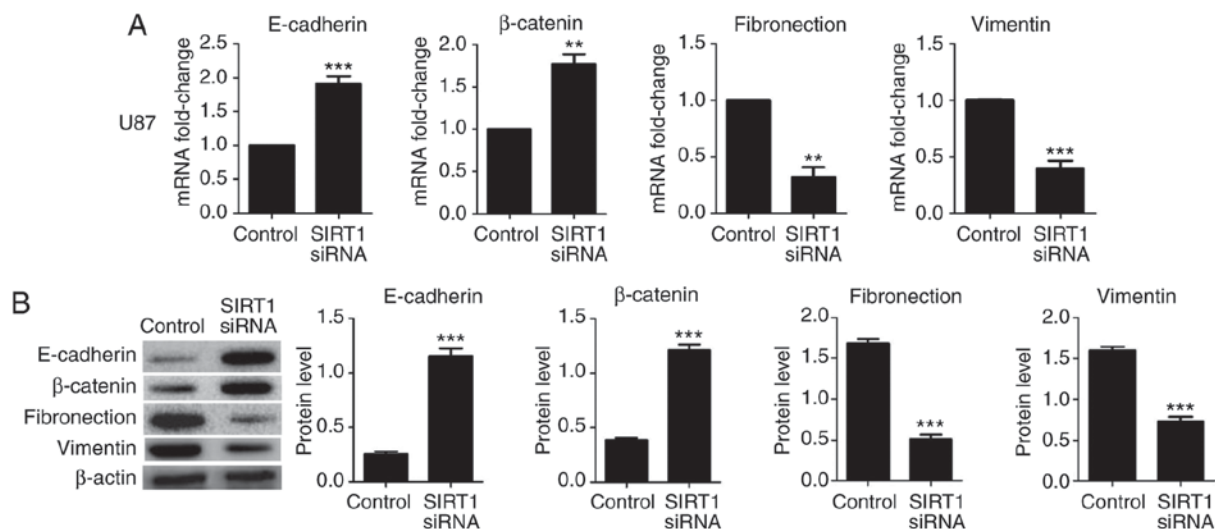 A
E-cadherin
mRNA fold-change
2.5
2.0
1.5
1.0
0.5
0.0
***
Control
SIRT1
siRNA
β-catenin
mRNA fold-change
2.0
1.5
1.0
0.5
0.0
**
Control
SIRT1
siRNA
Fibronection
mRNA fold-change
1.5
1.0
0.5
0
**
Control
SIRT1
siRNA
Vimentin
mRNA fold-change
1.5
1.0
0.5
0
***
Control
SIRT1
siRNA
U87
B
Control
SIRT1
siRNA
E-cadherin
β-catenin
Fibronection
Vimentin
β-actin
E-cadherin
Protein level
1.5
1.0
0.5
0.0
***
Control
SIRT1
siRNA
β-catenin
Protein level
1.5
1.0
0.5
0.0
***
Control
SIRT1
siRNA
Fibronection
Protein level
2.0
1.5
1.0
0.5
0
***
Control
SIRT1
siRNA
Vimentin
Protein level
2.0
1.5
1.0
0.5
0
***
Control
SIRT1
siRNA